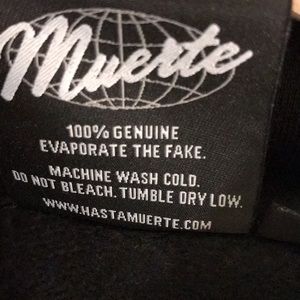 Muerte
100% GENUINE
EVAPORATE THE FAKE.
MACHINE WASH COLD.
DO NOT BLEACH. TUMBLE DRY LOW.
WWW.HASTAMUERTE.COM